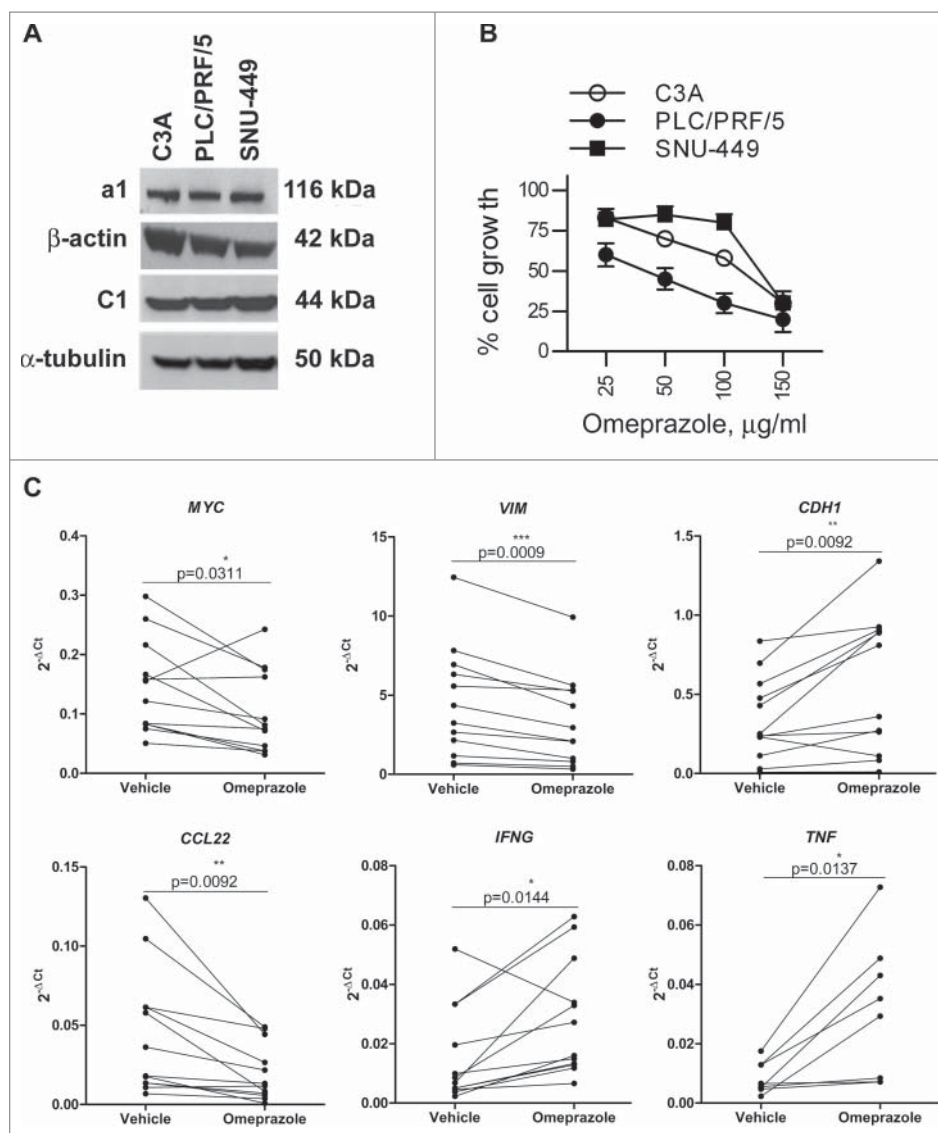 A
C3A
PLC/PRF/5
SNU-449
a1
116 kDa
β-actin
42 kDa
C1
44 kDa
α-tubulin
50 kDa
B
C3A
PLC/PRF/5
SNU-449
100
75
50
25
0
% cell growth
25
50
100
150
Omeprazole, μg/ml
C
MYC
*
p=0.0311
0.4
0.3
0.2
0.1
0.0
2^-ΔCt
Vehicle
Omeprazole
VIM
***
p=0.0009
15
10
5
0
2^-ΔCt
Vehicle
Omeprazole
CDH1
**
p=0.0092
1.5
1.0
0.5
0.0
2^-ΔCt
Vehicle
Omeprazole
CCL22
**
p=0.0092
0.15
0.10
0.05
0.00
2^-ΔCt
Vehicle
Omeprazole
IFNG
*
p=0.0144
0.08
0.06
0.04
0.02
0.00
2^-ΔCt
Vehicle
Omeprazole
TNF
*
p=0.0137
0.08
0.06
0.04
0.02
0.00
2^-ΔCt
Vehicle
Omeprazole